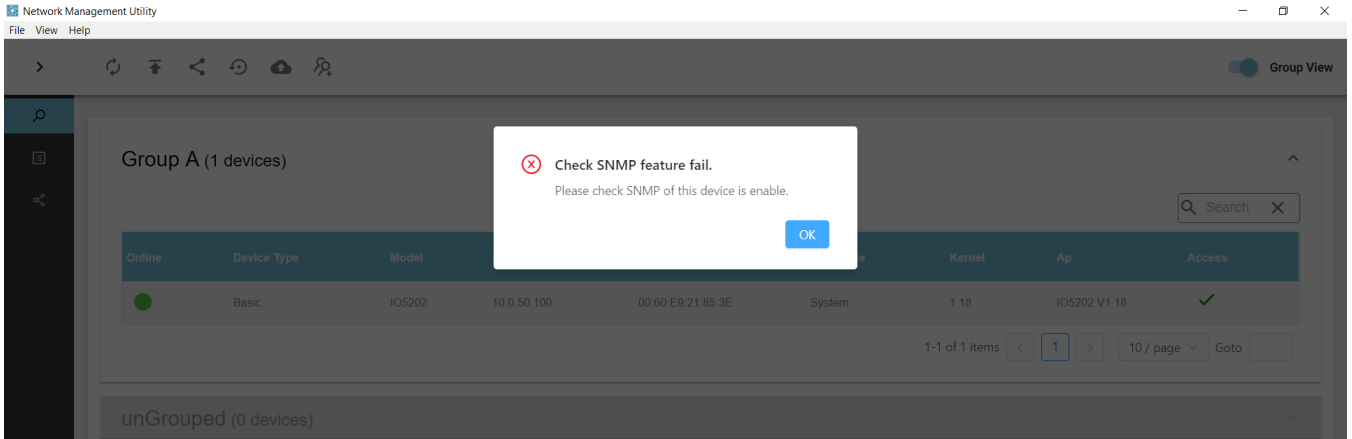 Network Management Utility
File View Help
Group View
Group A (1 devices)
Check SNMP feature fail.
Please check SNMP of this device is enable.
OK
Search
Online Device Type Model Kernel Ap Access
Basic IO5202 10.0.50.100 00:60:E9:21:85:3E System 1.18 IO5202 V1.18
1-1 of 1 items < 1 > 10 / page Goto
unGrouped (0 devices)